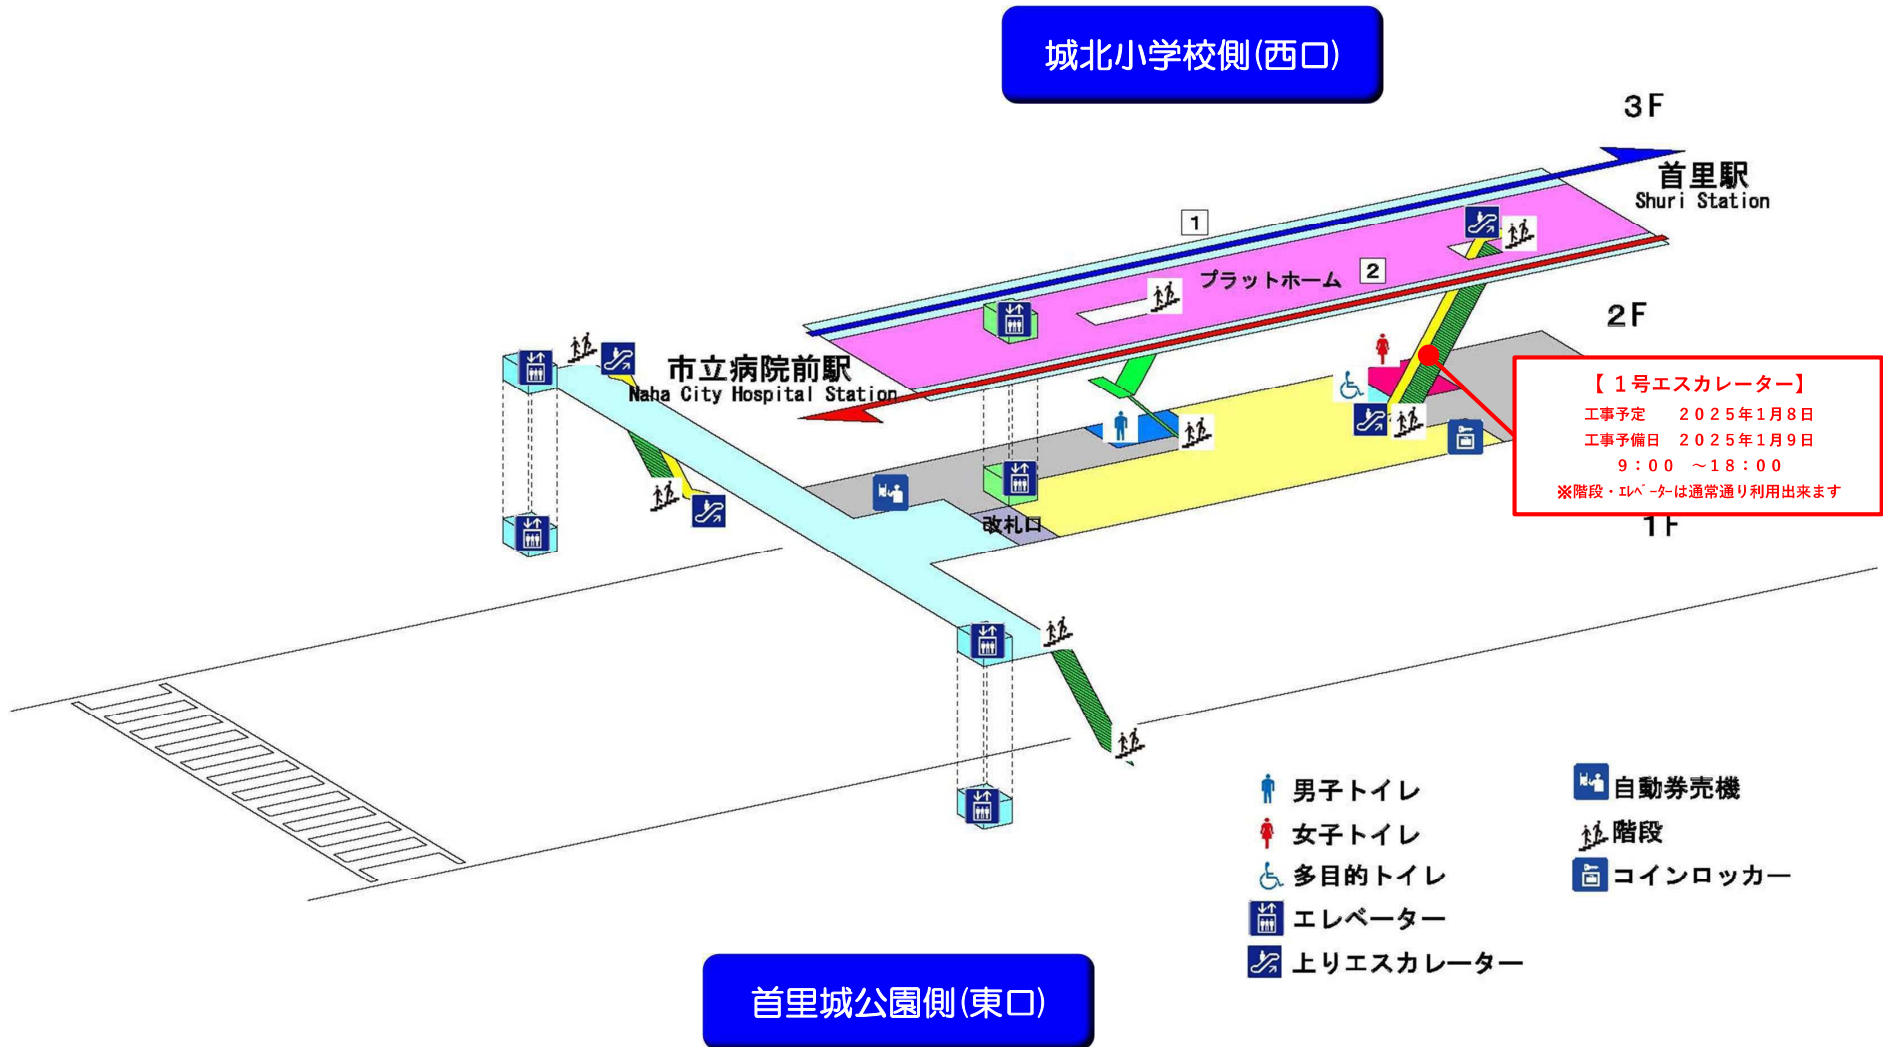 城北小学校側(西口)
3F
首里駅
Shuri Station
1
プラットホーム
2
2F
市立病院前駅
Naha City Hospital Station
【 1号エスカレーター】
工事予定 2025年1月8日
工事予備日 2025年1月9日
9：00 ～18：00
※階段・ｴﾚﾍﾞｰﾀｰは通常通り利用出来ます
改札口
1F
男子トイレ
女子トイレ
多目的トイレ
エレベーター
上りエスカレーター
自動券売機
階段
コインロッカー
首里城公園側(東口)